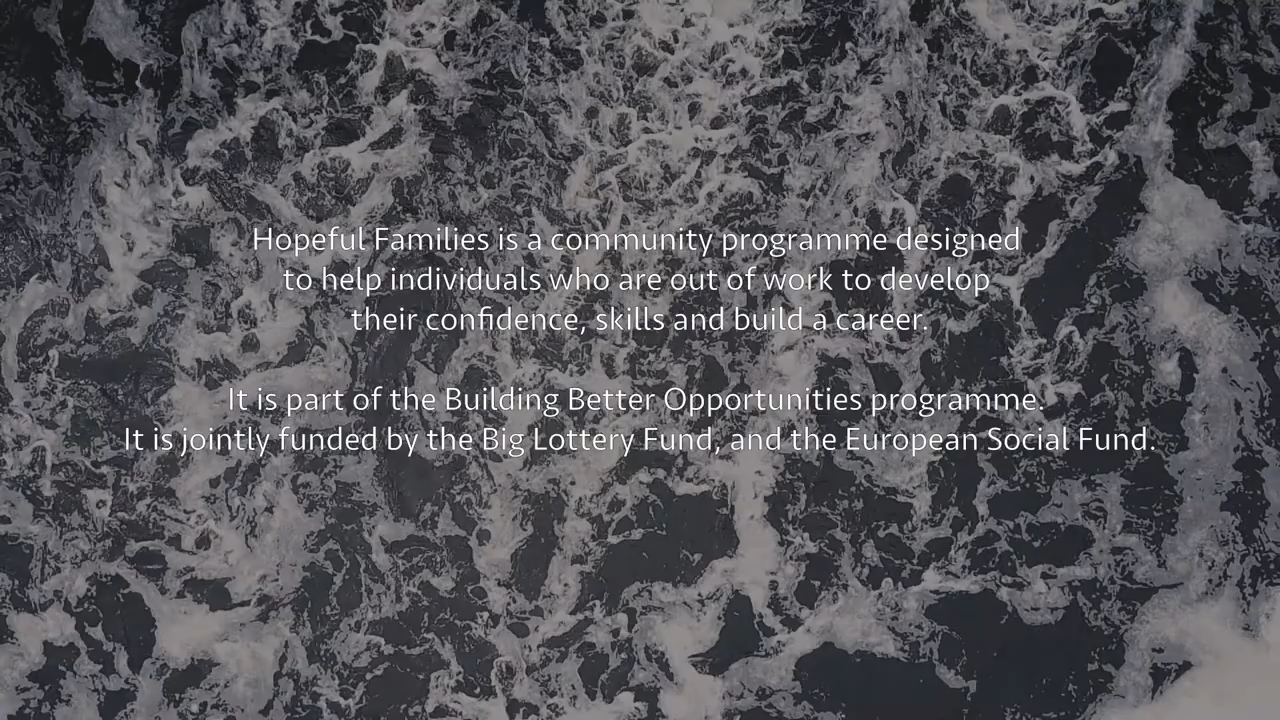 Hopeful Families is a community programme designed
to help individuals who are out of work to develop
their confidence, skills and build a career.
It is part of the Building Better Opportunities programme.
It is jointly funded by the Big Lottery Fund, and the European Social Fund.